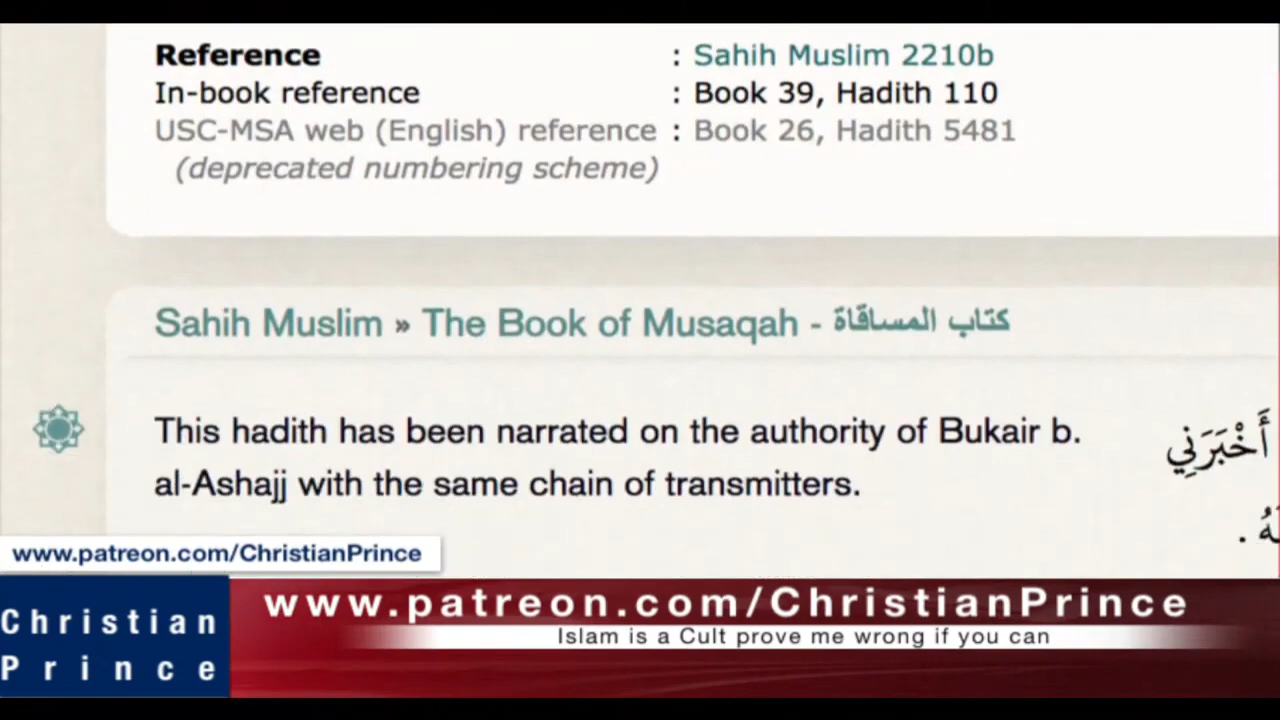 Reference : Sahih Muslim 2210b
In-book reference : Book 39, Hadith 110
USC-MSA web (English) reference : Book 26, Hadith 5481
(deprecated numbering scheme)
Sahih Muslim » The Book of Musaqah - كتاب المساقاة
This hadith has been narrated on the authority of Bukair b.
al-Ashajj with the same chain of transmitters.
أَخْبَرَنِي
www.patreon.com/ChristianPrince
www.patreon.com/ChristianPrince
Islam is a Cult prove me wrong if you can
Christian
Prince